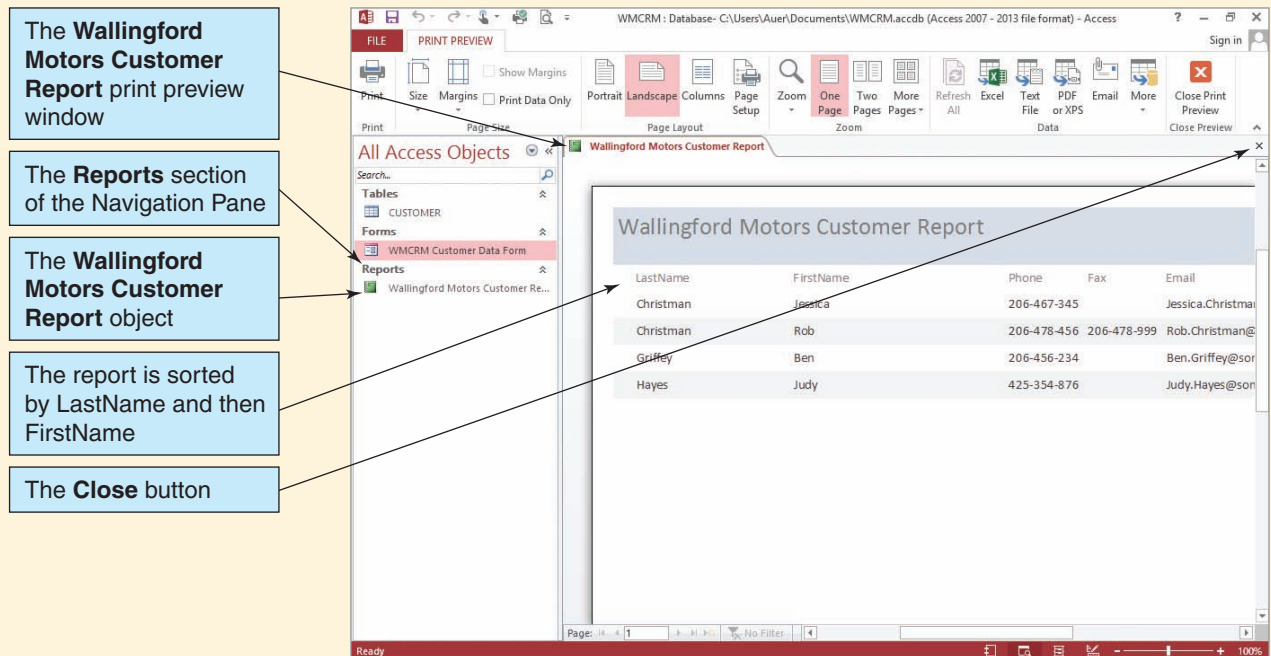 The Wallingford
Motors Customer
Report print preview
window
The Reports section
of the Navigation Pane
The Wallingford
Motors Customer
Report object
The report is sorted
by LastName and then
FirstName
The Close button
WMCRM : Database- C:\Users\Auer\Documents\WMCRM.accdb (Access 2007 - 2013 file format) - Access
FILE PRINT PREVIEW Sign in
Print Size Margins Show Margins Print Data Only
Portrait Landscape Columns Page Setup
Zoom One Page Two Pages More Pages
Refresh All Excel Text File PDF or XPS Email More
Close Print Preview
Print Page Size Page Layout Zoom Data Close Preview
All Access Objects
Search...
Tables
CUSTOMER
Forms
WMCRM Customer Data Form
Reports
Wallingford Motors Customer Re...
Wallingford Motors Customer Report
Wallingford Motors Customer Report
LastName FirstName Phone Fax Email
Christman Jessica 206-467-345 Jessica.Christma
Christman Rob 206-478-456 206-478-999 Rob.Christman@
Griffey Ben 206-456-234 Ben.Griffey@sor
Hayes Judy 425-354-876 Judy.Hayes@son
Page: 1 No Filter
Ready 100%